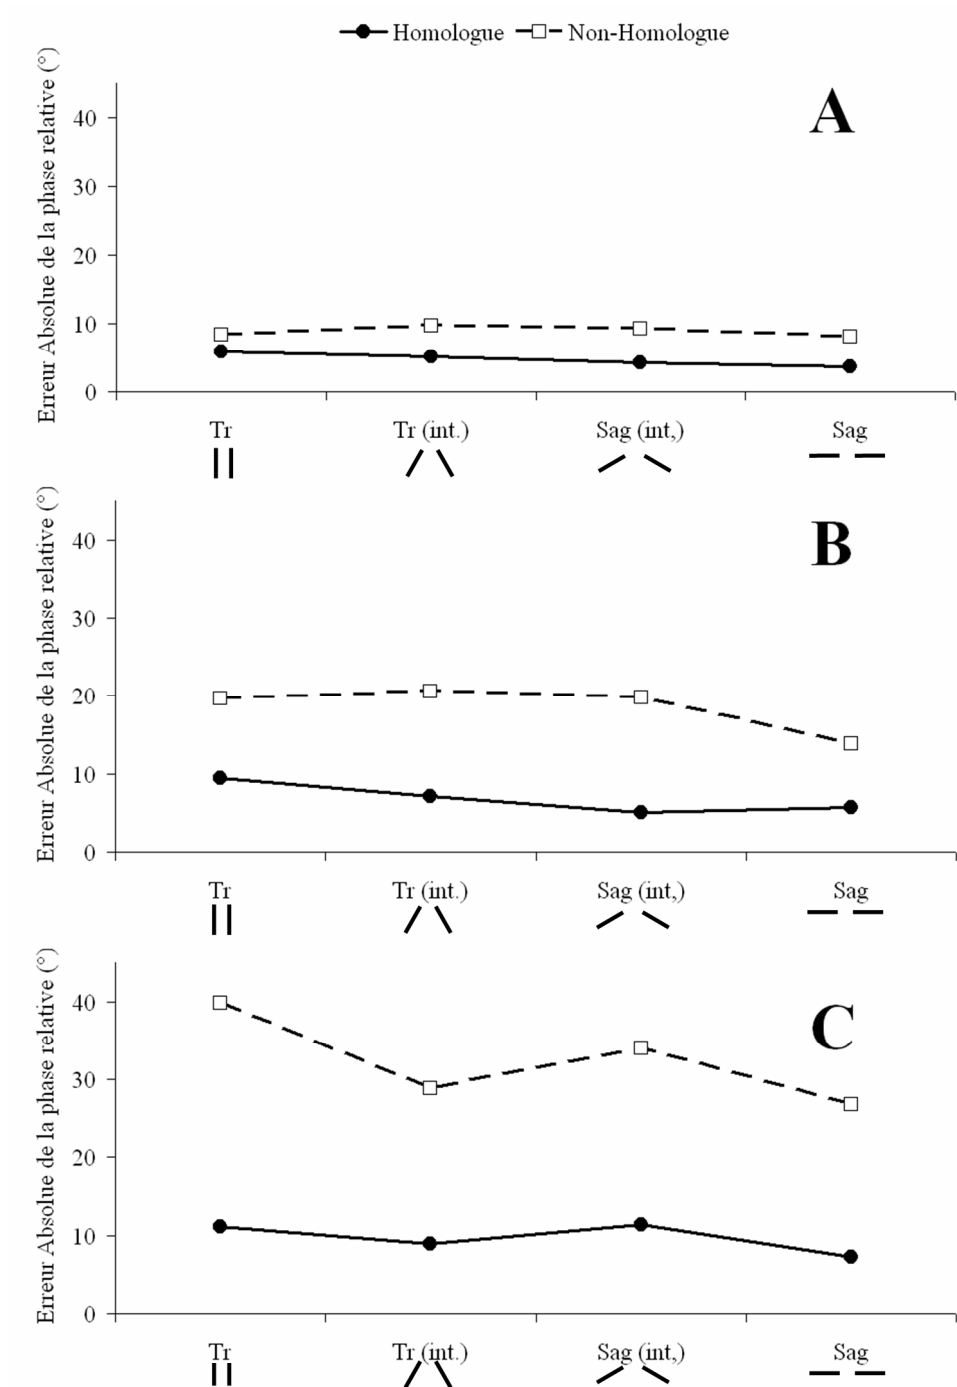 Homologue Non-Homologue
Erreur Absolue de la phase relative (°)
A
40
30
20
10
0
Tr Tr (int.) Sag (int,) Sag
Erreur Absolue de la phase relative (°)
B
40
30
20
10
0
Tr Tr (int.) Sag (int,) Sag
Erreur Absolue de la phase relative (°)
C
40
30
20
10
0
Tr Tr (int.) Sag (int,) Sag